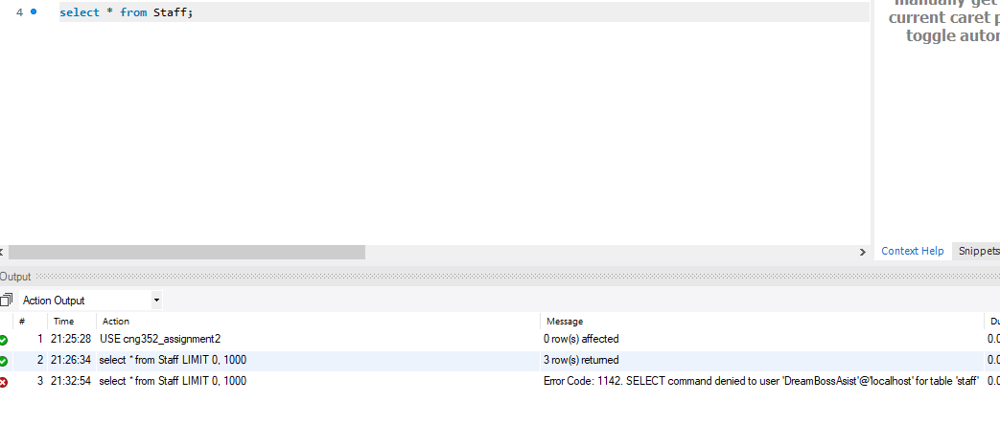 manually get
4 select * from Staff;
current caret p
toggle autor
Context Help Snippets
Output
Action Output
# Time Action Message Du
1 21:25:28 USE cng352_assignment2 0 row(s) affected 0.0
2 21:26:34 select * from Staff LIMIT 0, 1000 3 row(s) returned 0.0
3 21:32:54 select * from Staff LIMIT 0, 1000 Error Code: 1142. SELECT command denied to user 'DreamBossAsist'@'localhost' for table 'staff' 0.0